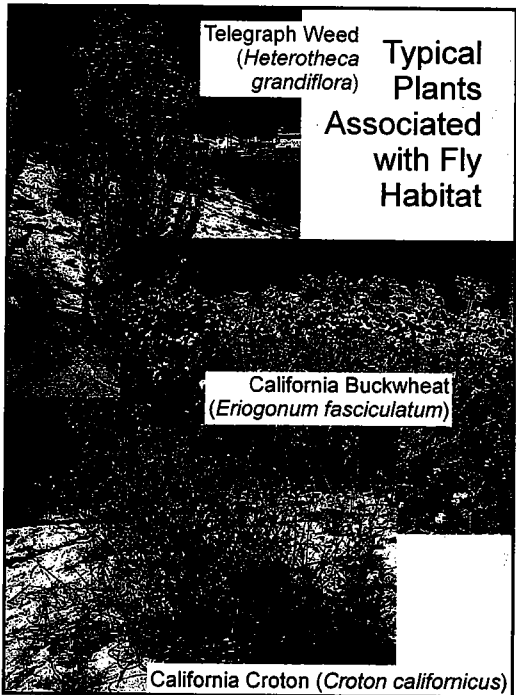 Telegraph Weed
(Heterotheca
grandiflora)
Typical
Plants
Associated
with Fly
Habitat
California Buckwheat
(Eriogonum fasciculatum)
California Croton (Croton californicus)